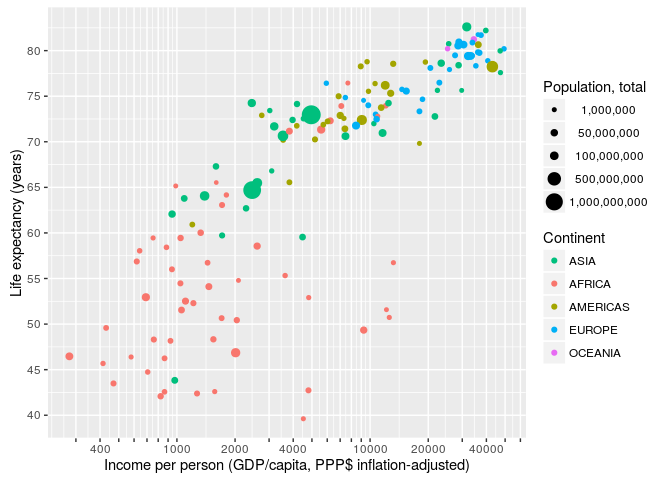 Life expectancy (years)
80
75
70
65
60
55
50
45
40
400 1000 2000 4000 10000 20000 40000
Income per person (GDP/capita, PPP$ inflation-adjusted)
Population, total
1,000,000
50,000,000
100,000,000
500,000,000
1,000,000,000
Continent
ASIA
AFRICA
AMERICAS
EUROPE
OCEANIA